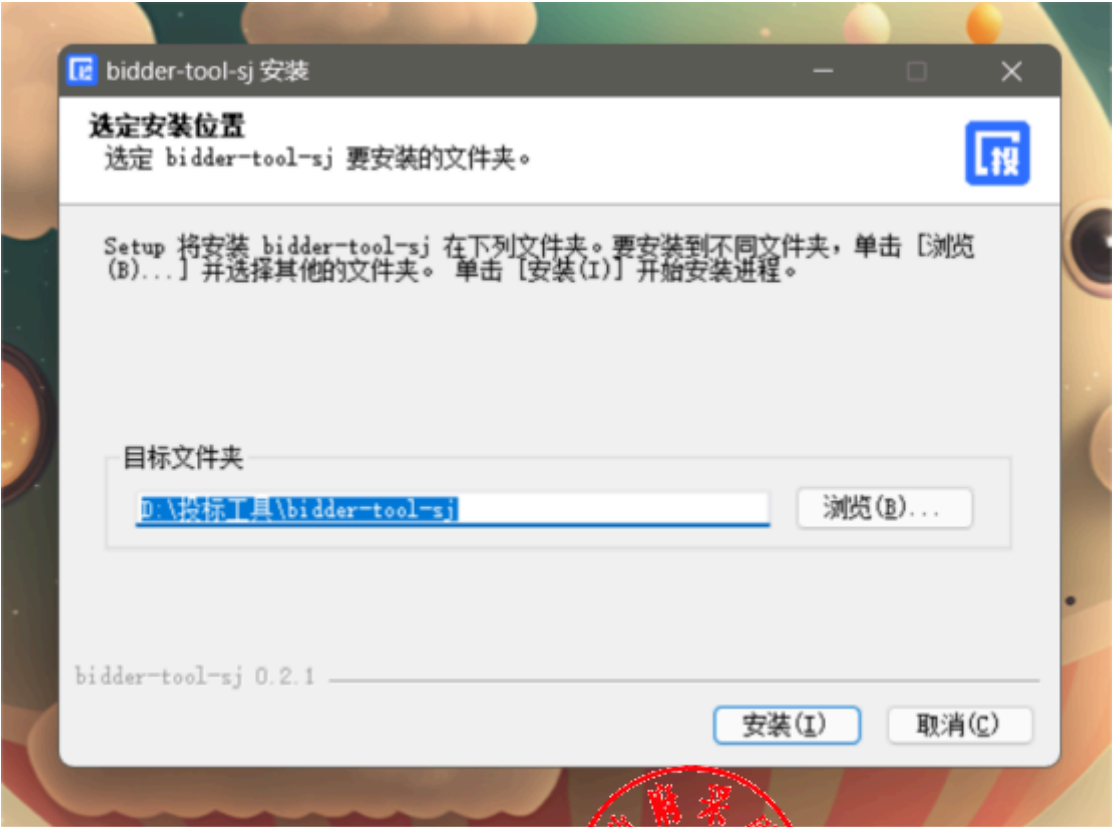 bidder-tool-sj 安装
选定安装位置
选定 bidder-tool-sj 要安装的文件夹。
投
Setup 将安装 bidder-tool-sj 在下列文件夹。要安装到不同文件夹，单击 [浏览
(B)...] 并选择其他的文件夹。 单击 [安装(I)] 开始安装进程。
目标文件夹
D:\投标工具\bidder-tool-sj
浏览(B)...
bidder-tool-sj 0.2.1
安装(I)
取消(C)